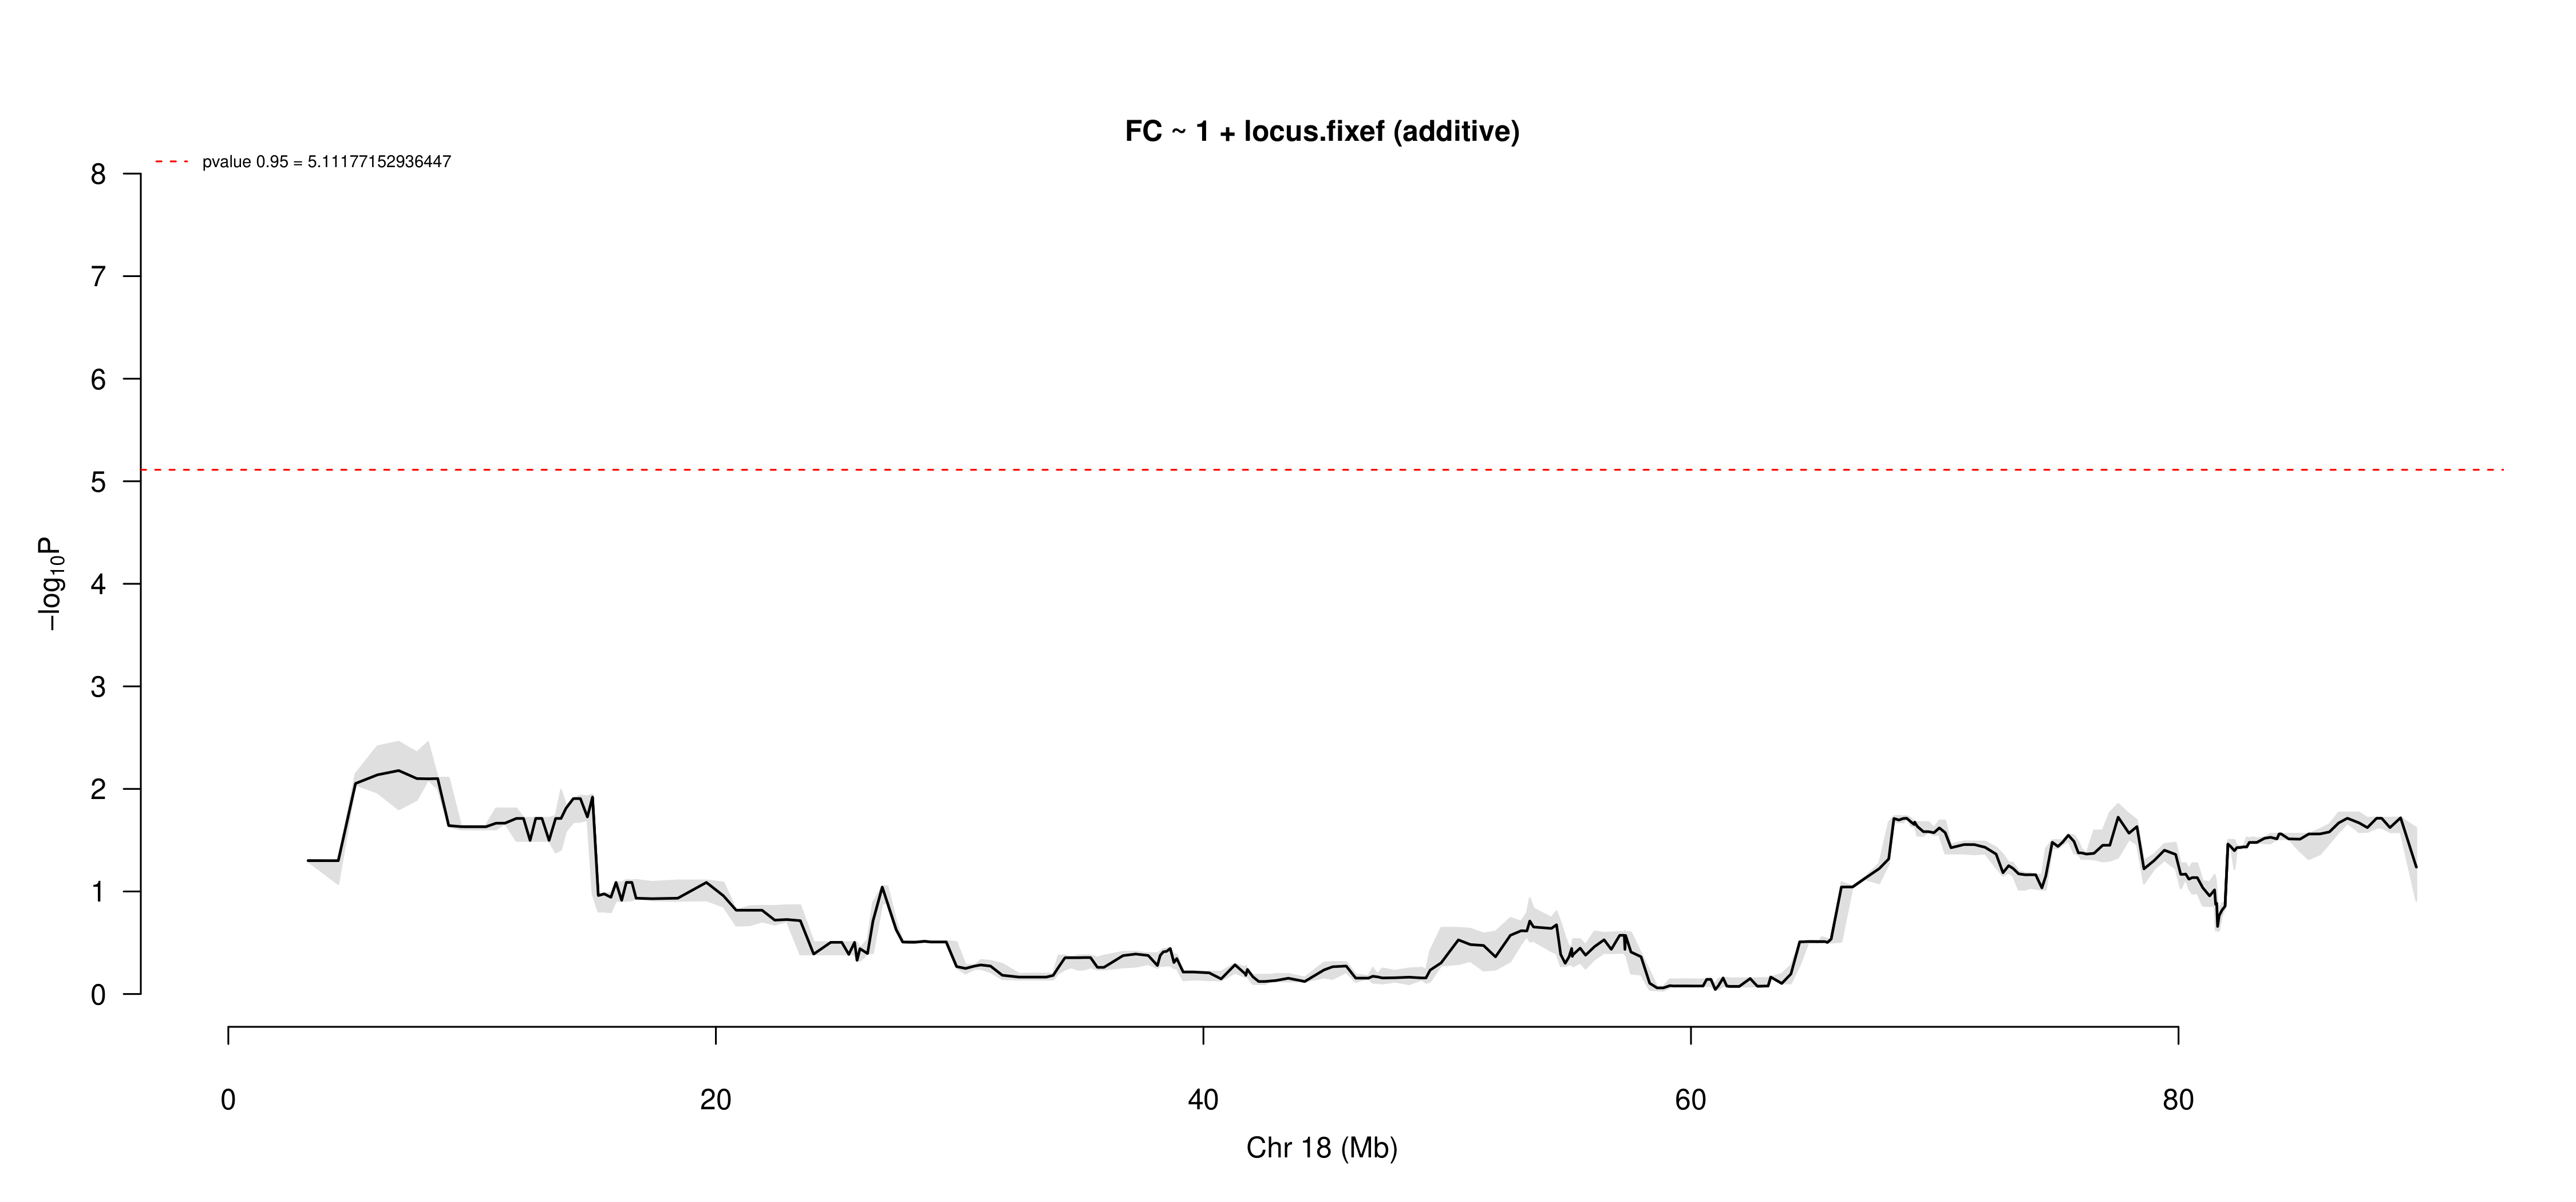 FC ~ 1 + locus.fixef (additive)
pvalue 0.95 = 5.11177152936447
8
7
6
5
4
3
2
1
0
−log10P
0 20 40 60 80
Chr 18 (Mb)